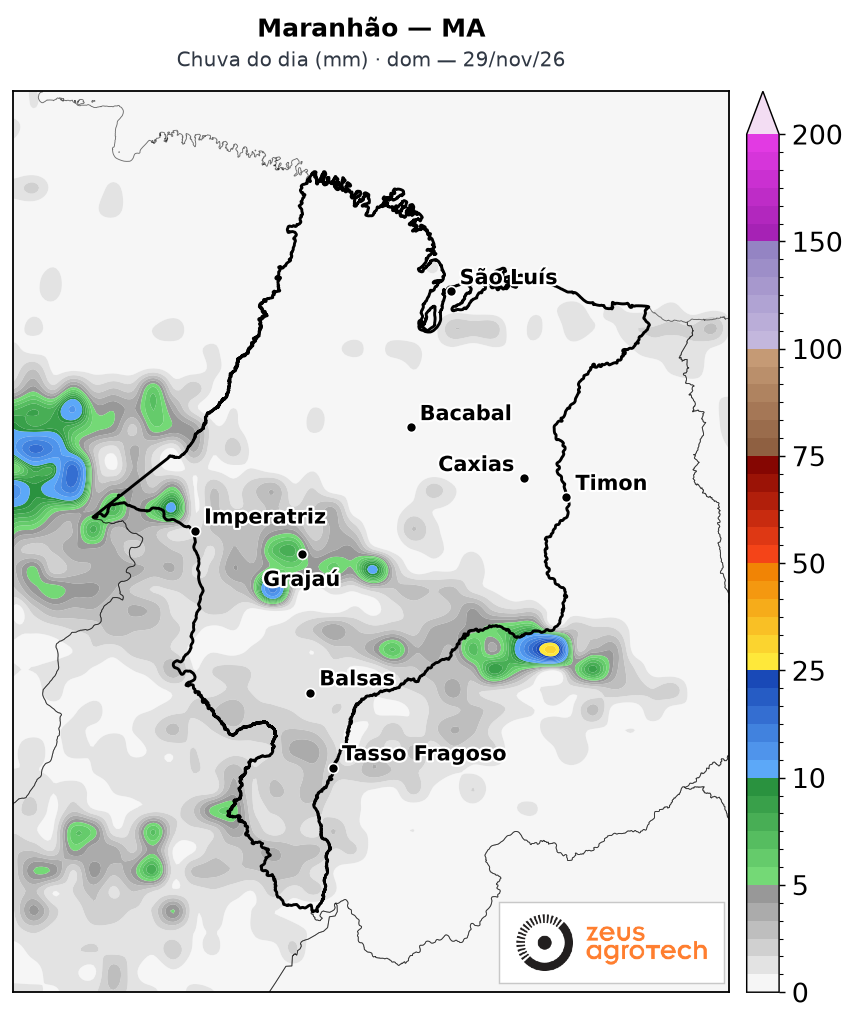 Maranhão — MA
Chuva do dia (mm) · dom — 29/nov/26
São Luís
Bacabal
Caxias
Timon
Imperatriz
Grajaú
Balsas
Tasso Fragoso
200
150
100
75
50
25
10
5
0
zeus
agrotech